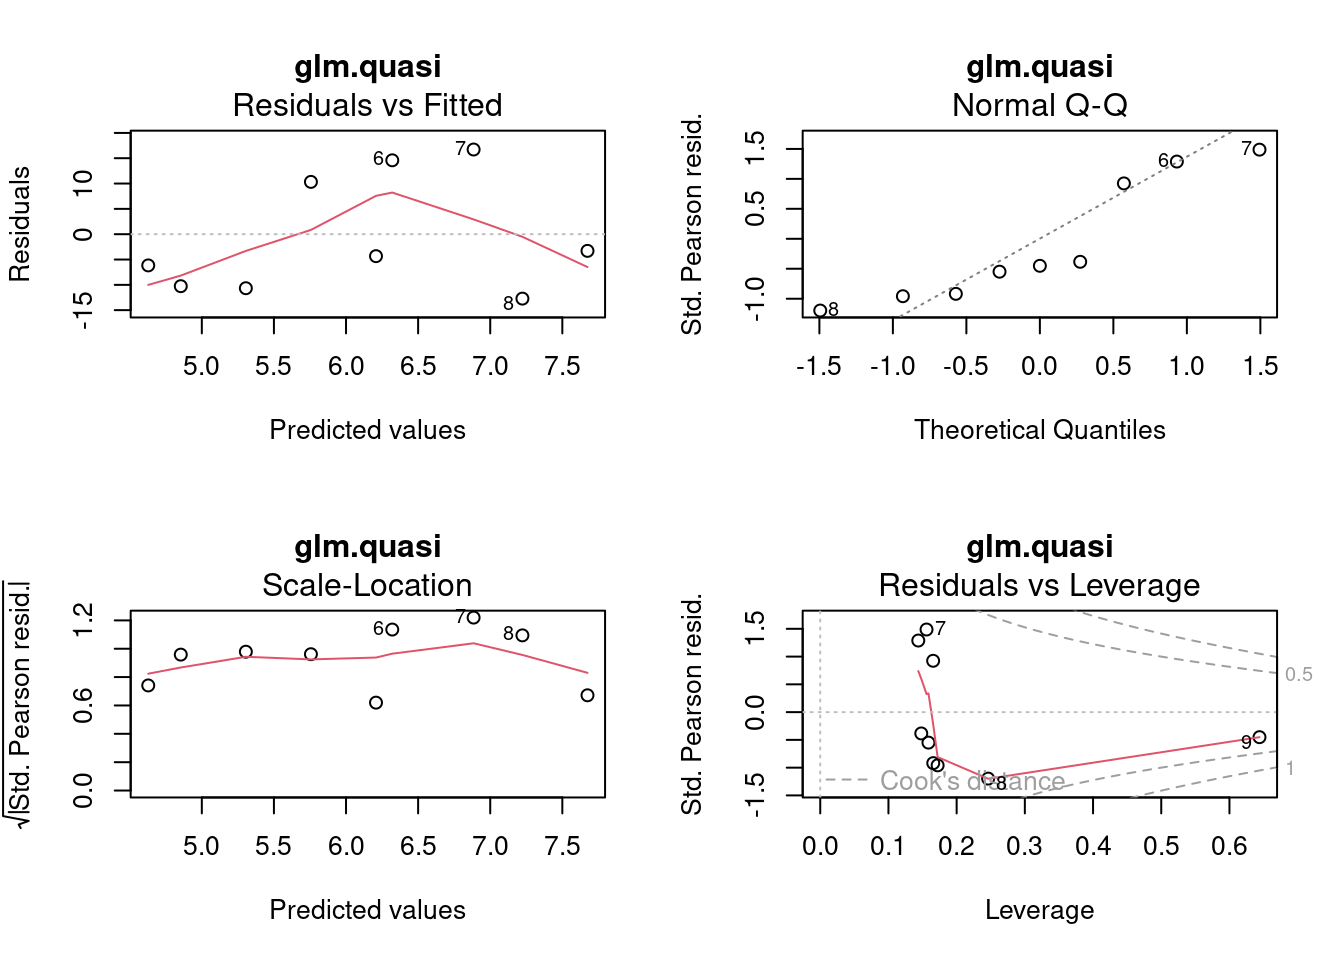 glm.quasi
Residuals vs Fitted
Residuals
10
0
-15
6
7
8
5.0 5.5 6.0 6.5 7.0 7.5
Predicted values
glm.quasi
Normal Q-Q
Std. Pearson resid.
1.5
0.5
-1.0
6
7
8
-1.5 -1.0 -0.5 0.0 0.5 1.0 1.5
Theoretical Quantiles
glm.quasi
Scale-Location
√|Std. Pearson resid.|
1.2
0.6
0.0
6
7
8
5.0 5.5 6.0 6.5 7.0 7.5
Predicted values
glm.quasi
Residuals vs Leverage
Std. Pearson resid.
1.5
0.0
-1.5
7
0.5
9
1
8
Cook's distance
0.0 0.1 0.2 0.3 0.4 0.5 0.6
Leverage